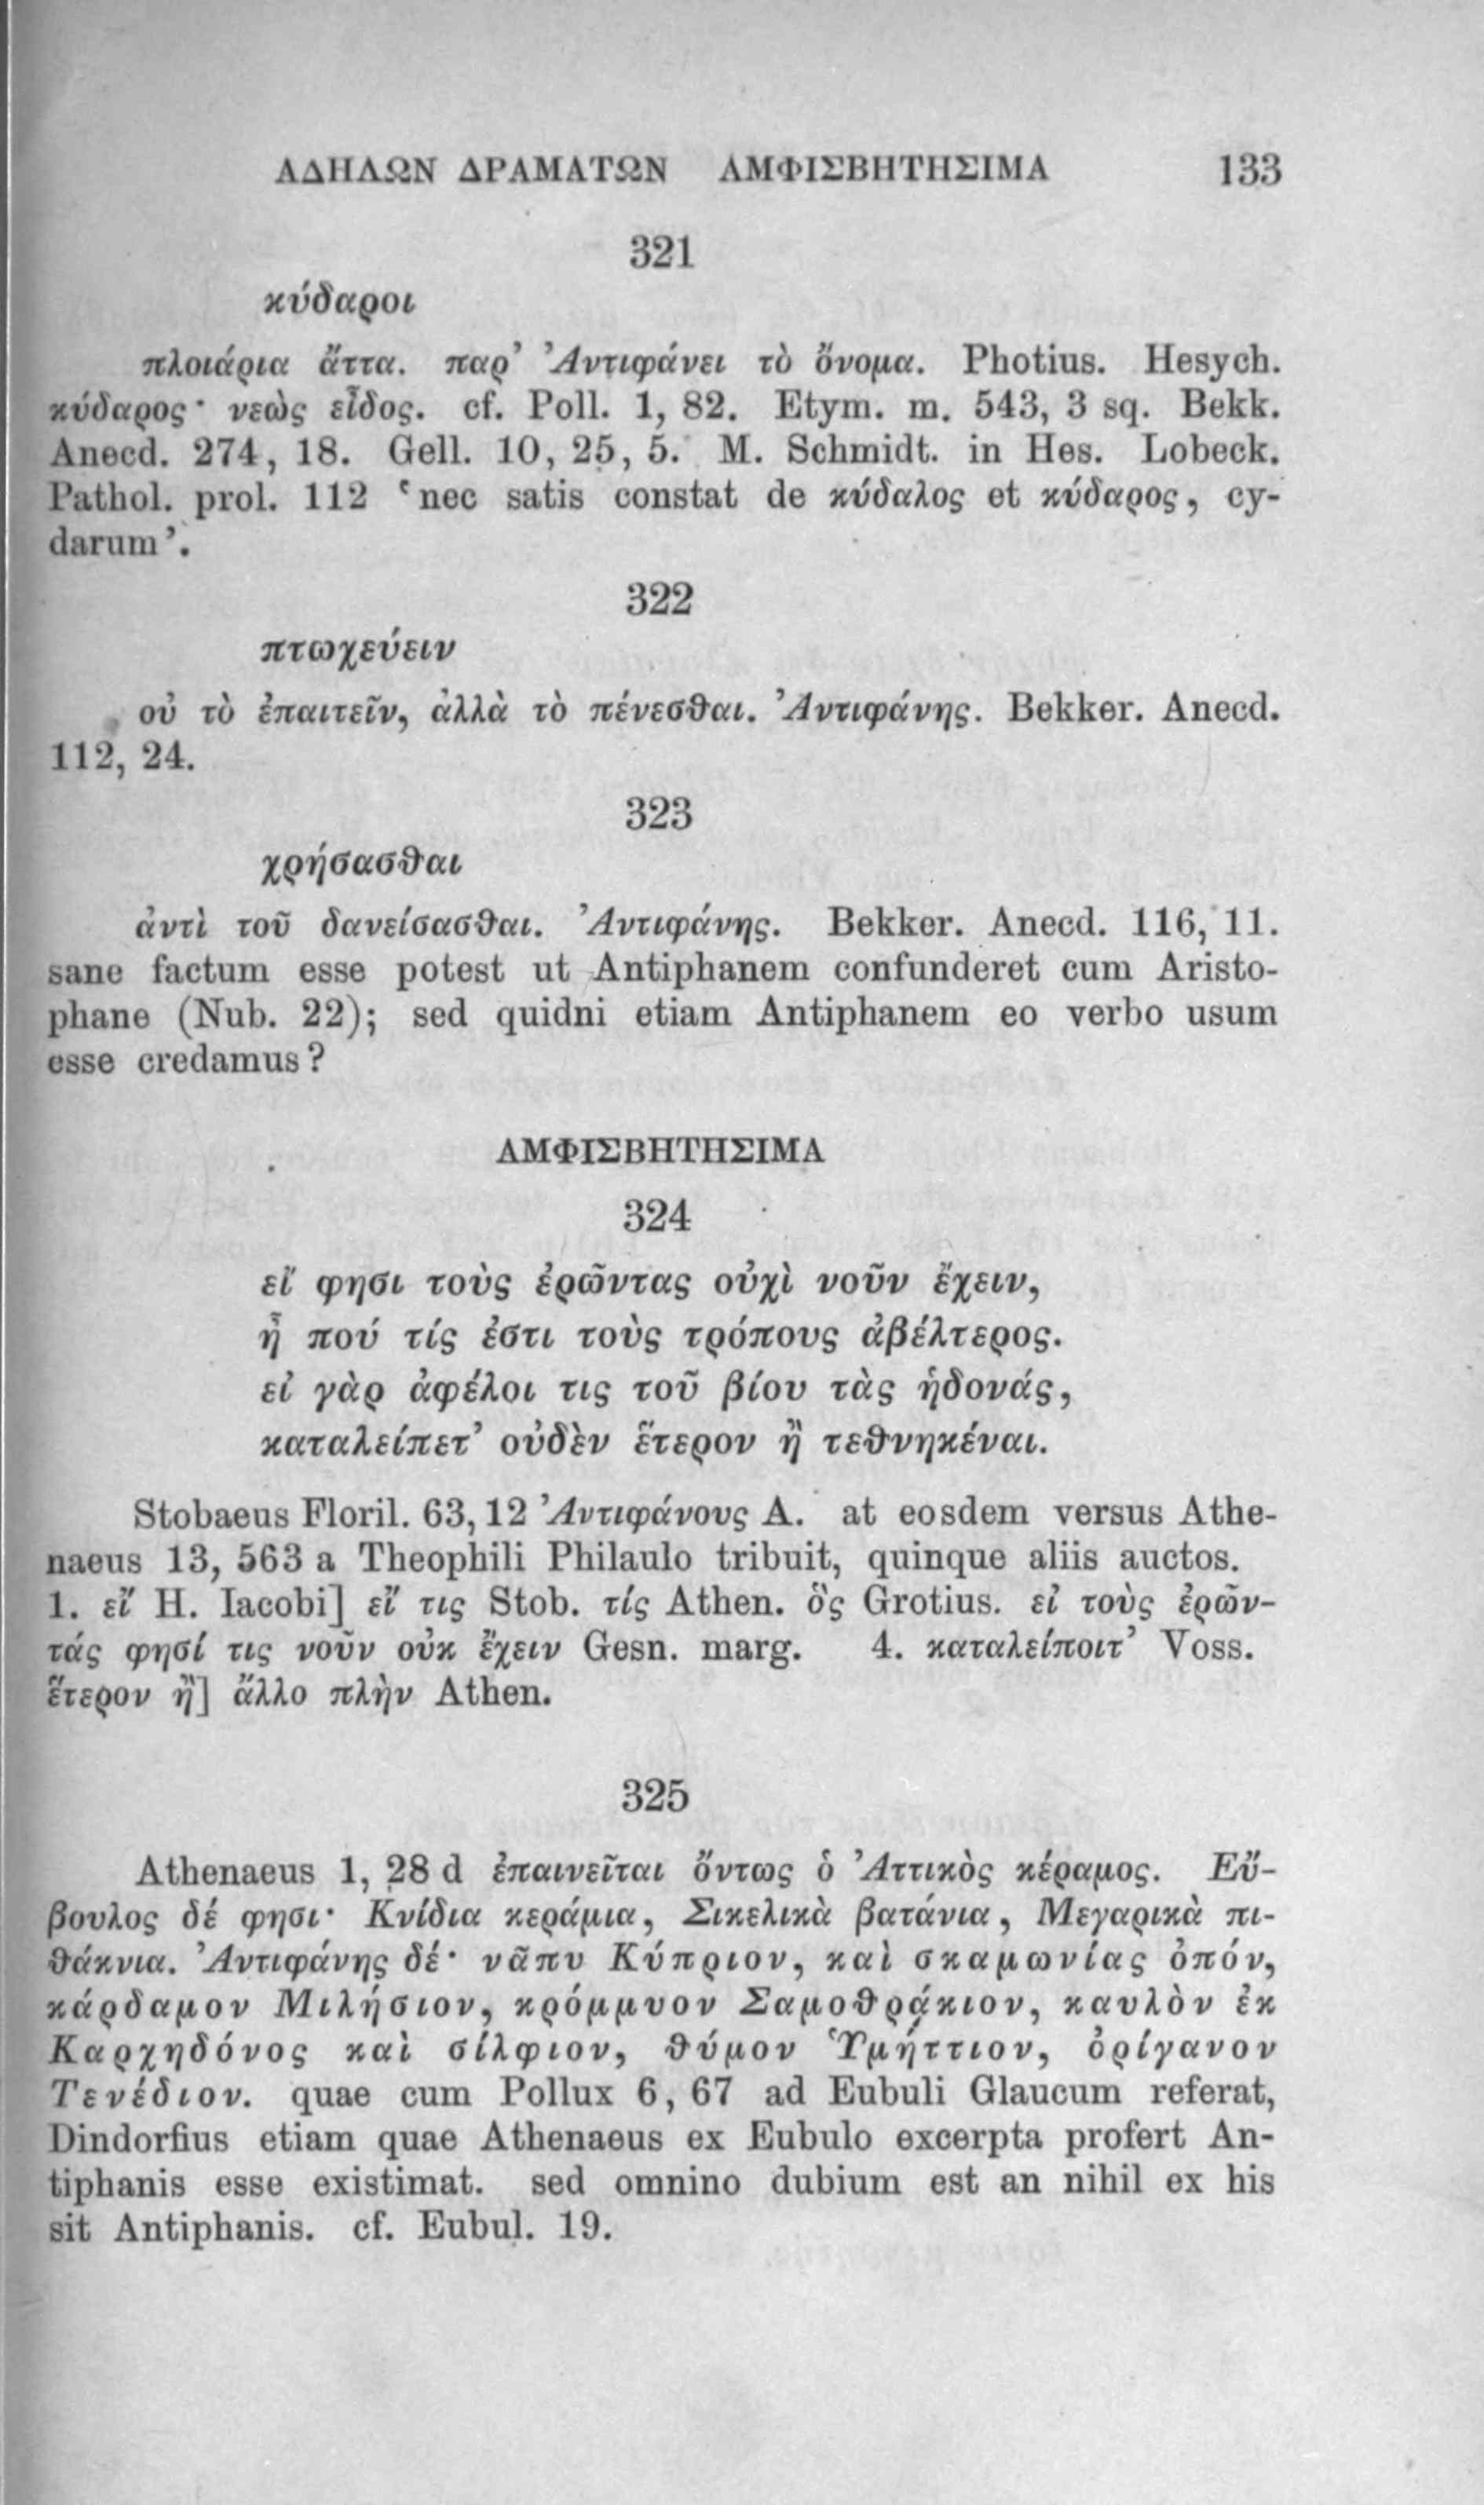 ΑΔΗΛΩΝ ΔΡΑΜΑΤΩΝ ΑΜΦΙΣΒΗΤΗΣΙΜΑ 133
321
κύδαροι
πλοιάρια ἄττα. παρ’ Ἀντιφάνει τὸ ὄνομα. Photius. Hesych.
κύδαρος· νεὼς εἶδος. cf. Poll. 1, 82. Etym. m. 543, 3 sq. Bekk.
Anecd. 274, 18. Gell. 10, 25, 5. M. Schmidt. in Hes. Lobeck.
Pathol. prol. 112 ‘nec satis constat de κύδαλος et κύδαρος, cy-
darum’.
322
πτωχεύειν
οὐ τὸ ἐπαιτεῖν, ἀλλὰ τὸ πένεσθαι. Ἀντιφάνης. Bekker. Anecd.
112, 24.
323
χρήσασθαι
ἀντὶ τοῦ δανείσασθαι. Ἀντιφάνης. Bekker. Anecd. 116, 11.
sane factum esse potest ut Antiphanem confunderet cum Aristo-
phane (Nub. 22); sed quidni etiam Antiphanem eo verbo usum
esse credamus?
ΑΜΦΙΣΒΗΤΗΣΙΜΑ
324
εἴ φησι τοὺς ἐρῶντας οὐχὶ νοῦν ἔχειν,
ἦ πού τίς ἐστι τοὺς τρόπους ἀβέλτερος.
εἰ γὰρ ἀφέλοι τις τοῦ βίου τὰς ἡδονάς,
καταλείπετ’ οὐδὲν ἕτερον ἢ τεθνηκέναι.
Stobaeus Floril. 63, 12 Ἀντιφάνους Α. at eosdem versus Athe-
naeus 13, 563 a Theophili Philaulo tribuit, quinque aliis auctos.
1. εἴ H. Iacobi] εἴ τις Stob. τίς Athen. ὅς Grotius. εἰ τοὺς ἐρῶν-
τάς φησί τις νοῦν οὐκ ἔχειν Gesn. marg. 4. καταλείποιτ’ Voss.
ἕτερον ἢ] ἄλλο πλὴν Athen.
325
Athenaeus 1, 28 d ἐπαινεῖται ὄντως ὁ Ἀττικὸς κέραμος. Εὔ-
βουλος δέ φησι· Κνίδια κεράμια, Σικελικὰ βατάνια, Μεγαρικὰ πι-
θάκνια. Ἀντιφάνης δέ· νᾶπυ Κύπριον, καὶ σκαμωνίας ὀπόν,
κάρδαμον Μιλήσιον, κρόμμυον Σαμοθρᾴκιον, καυλὸν ἐκ
Καρχηδόνος καὶ σίλφιον, θύμον Ὑμήττιον, ὀρίγανον
Τενέδιον. quae cum Pollux 6, 67 ad Eubuli Glaucum referat,
Dindorfius etiam quae Athenaeus ex Eubulo excerpta profert An-
tiphanis esse existimat. sed omnino dubium est an nihil ex his
sit Antiphanis. cf. Eubul. 19.